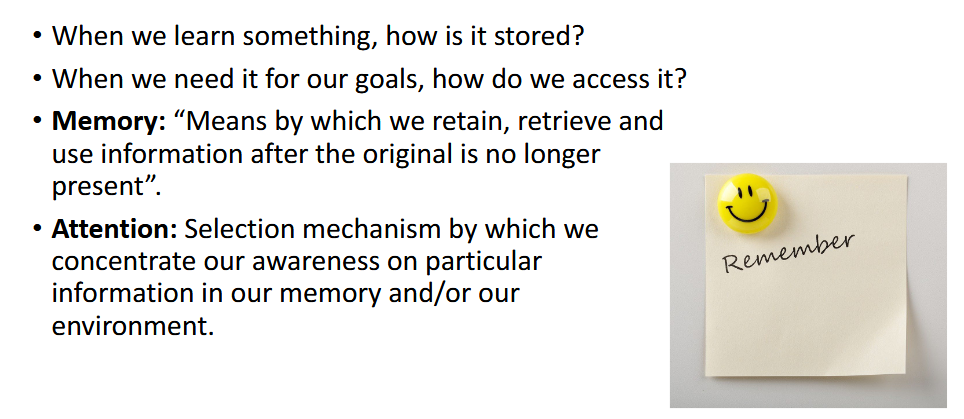 • When we learn something, how is it stored?
• When we need it for our goals, how do we access it?
• Memory: “Means by which we retain, retrieve and
use information after the original is no longer
present”.
• Attention: Selection mechanism by which we
concentrate our awareness on particular
information in our memory and/or our
environment.
Remember